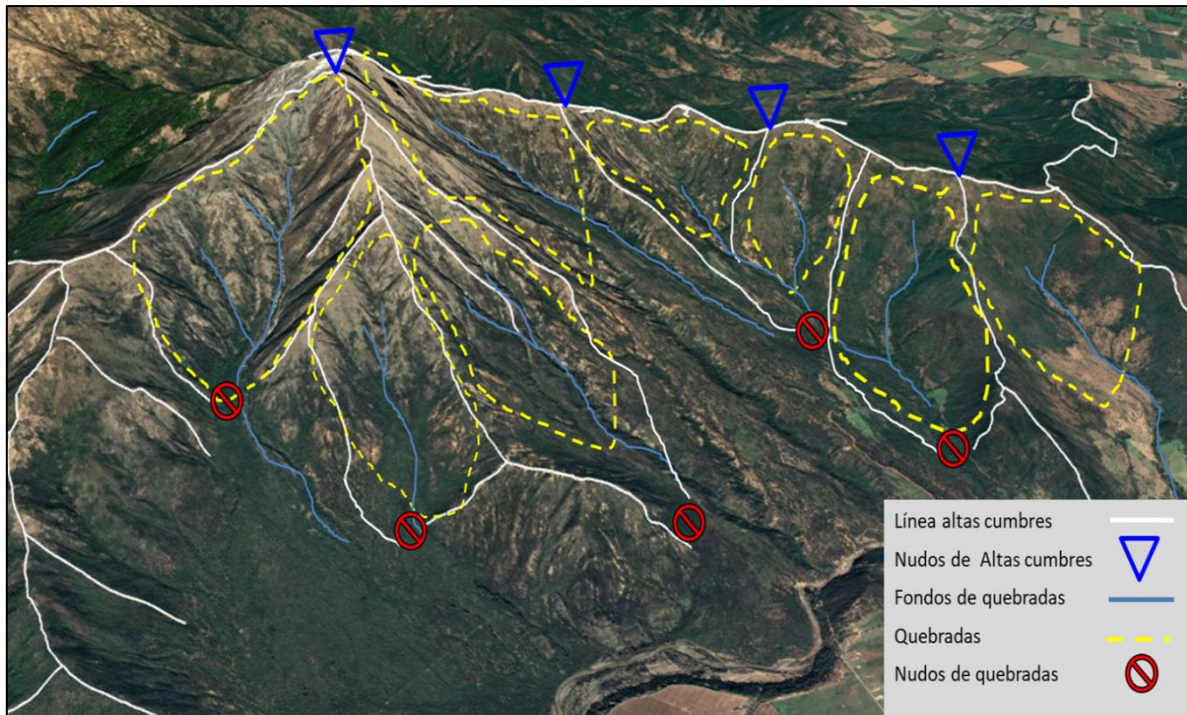 Línea altas cumbres
Nudos de Altas cumbres
Fondos de quebradas
Quebradas
Nudos de quebradas